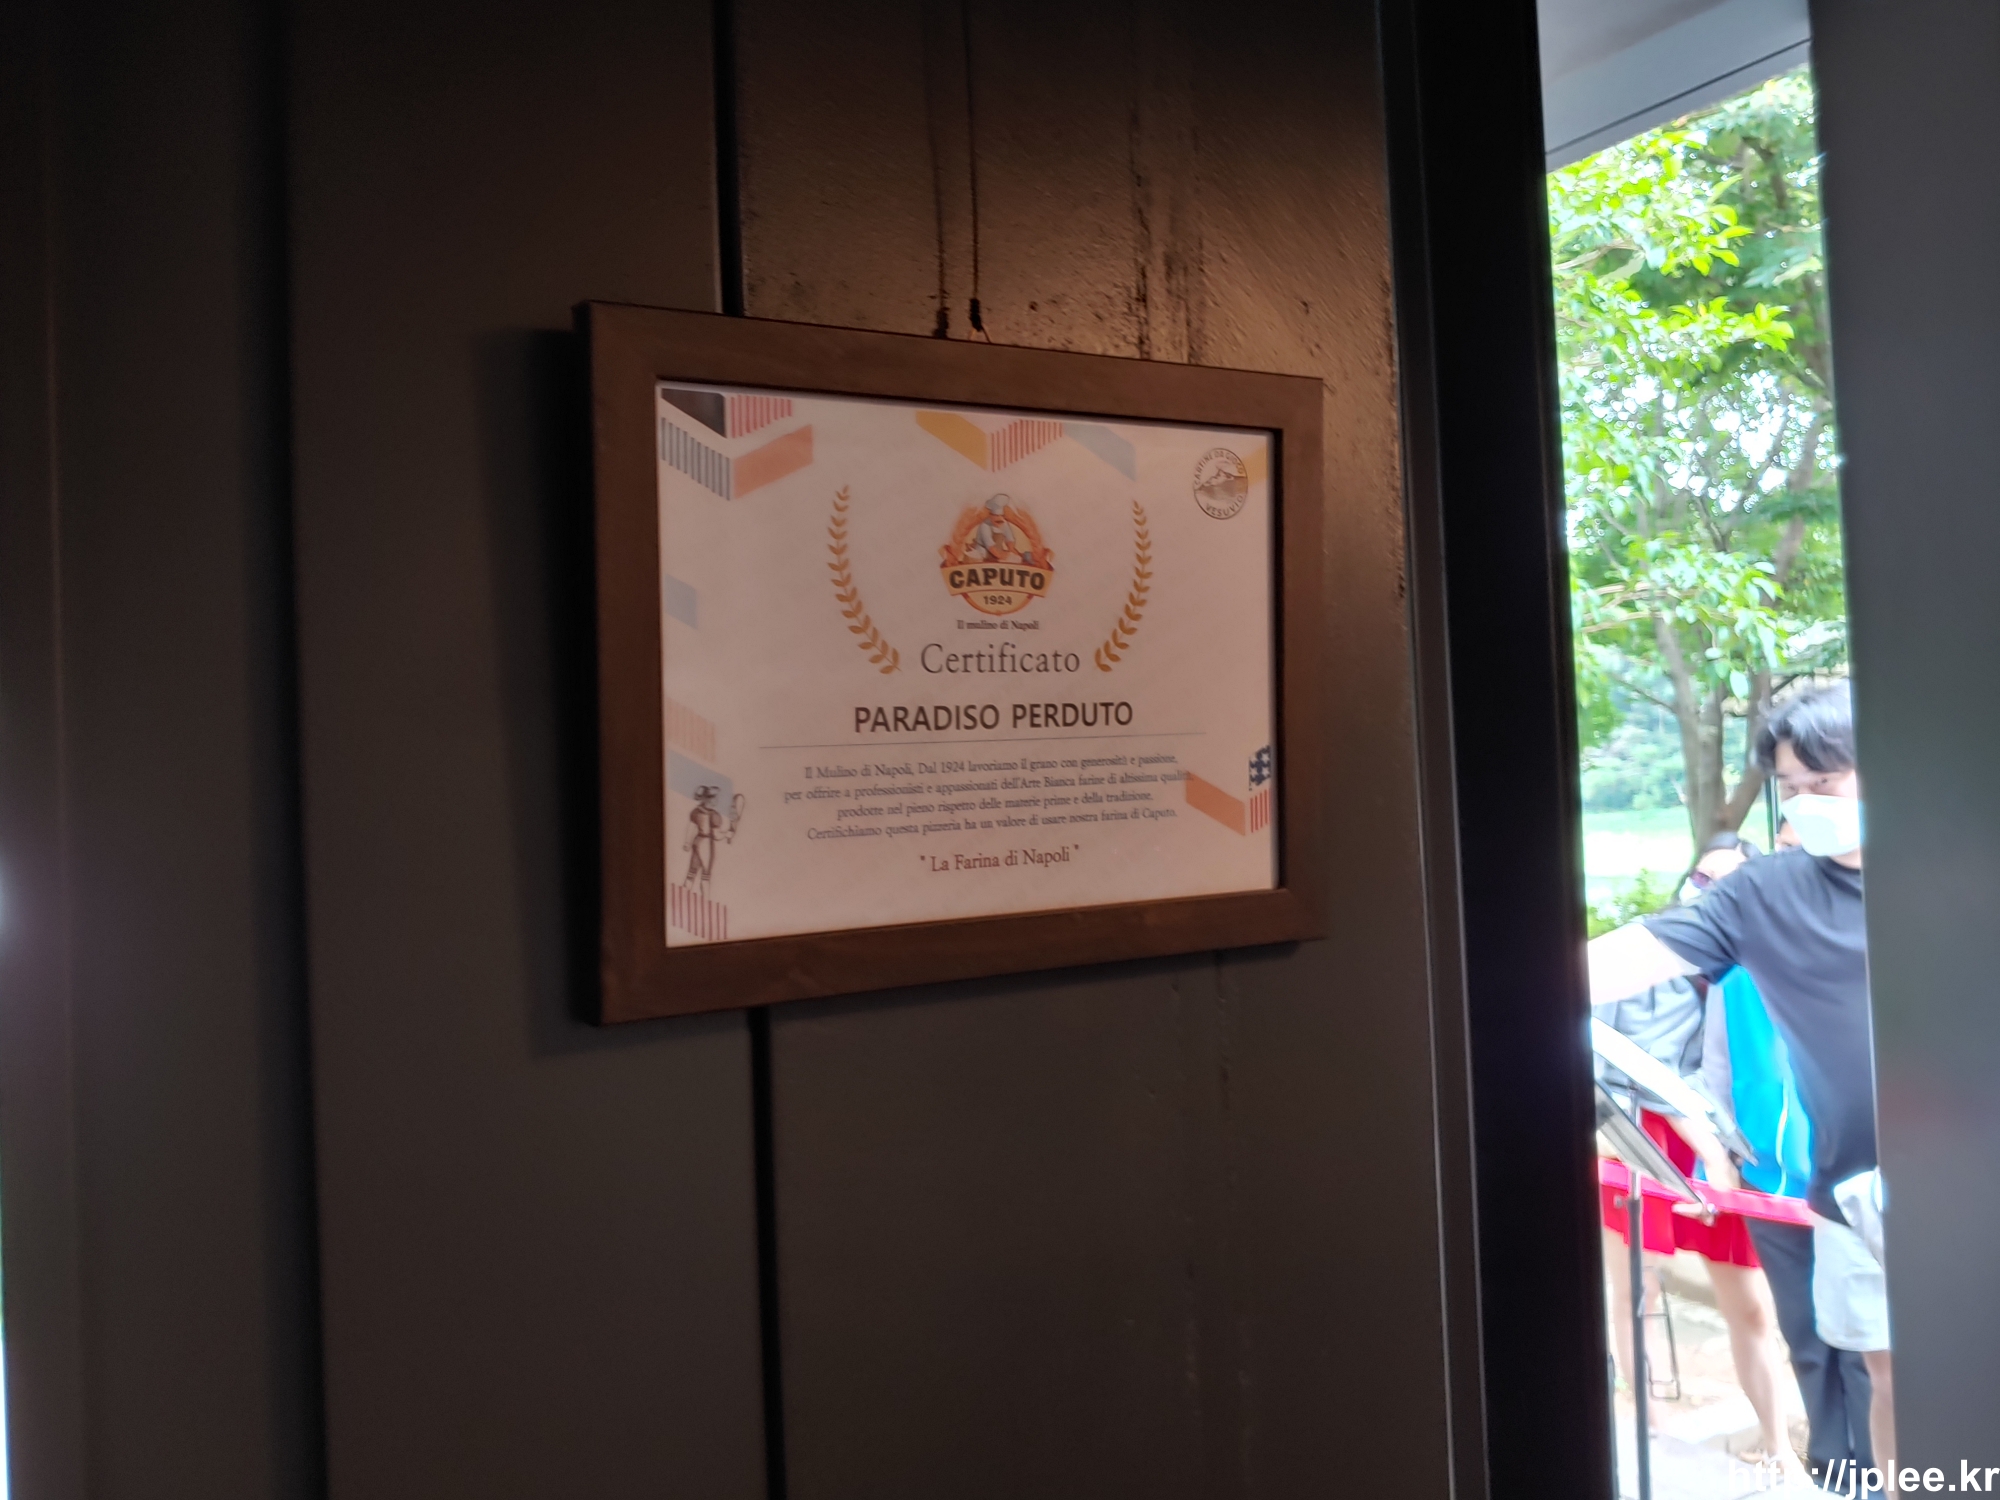 CAPUTO
1924
Il mulino di Napoli
Certificato
PARADISO PERDUTO
Il Mulino di Napoli, Dal 1924 lavoriamo il grano con generosità e passione,
per offrire a professionisti e appassionati dell'Arte Bianca farine di altissima qualità
prodotte nel pieno rispetto delle materie prime e della tradizione.
Certifichiamo questa pizzeria ha un valore di usare nostra farina di Caputo.
" La Farina di Napoli "
VESUVIO
http://jplee.kr